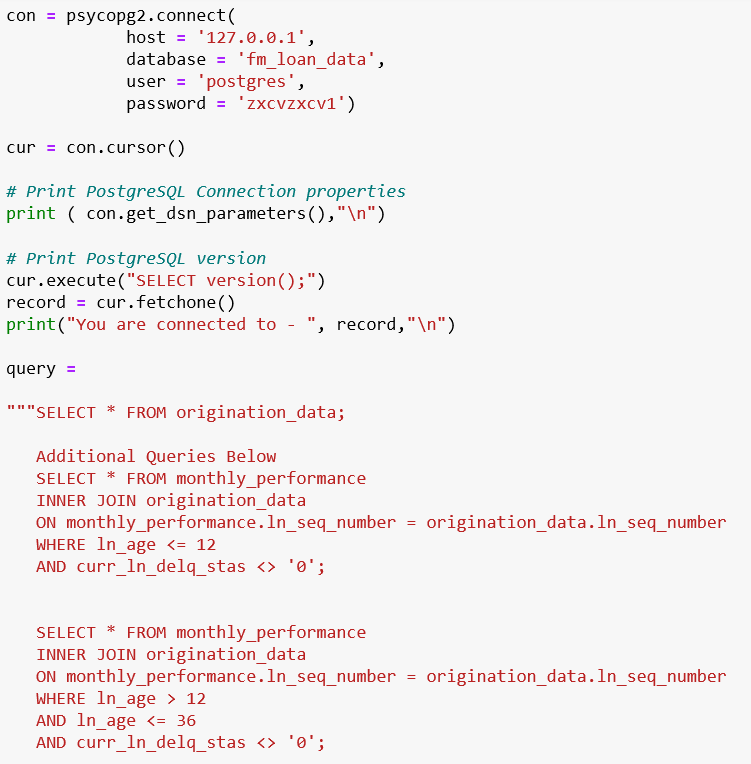 con = psycopg2.connect(
            host = '127.0.0.1',
            database = 'fm_loan_data',
            user = 'postgres',
            password = 'zxcvzxcv1')

cur = con.cursor()

# Print PostgreSQL Connection properties
print ( con.get_dsn_parameters(),"\n")

# Print PostgreSQL version
cur.execute("SELECT version();")
record = cur.fetchone()
print("You are connected to - ", record,"\n")

query =

"""SELECT * FROM origination_data;

   Additional Queries Below
   SELECT * FROM monthly_performance
   INNER JOIN origination_data
   ON monthly_performance.ln_seq_number = origination_data.ln_seq_number
   WHERE ln_age <= 12
   AND curr_ln_delq_stas <> '0';


   SELECT * FROM monthly_performance
   INNER JOIN origination_data
   ON monthly_performance.ln_seq_number = origination_data.ln_seq_number
   WHERE ln_age > 12
   AND ln_age <= 36
   AND curr_ln_delq_stas <> '0';